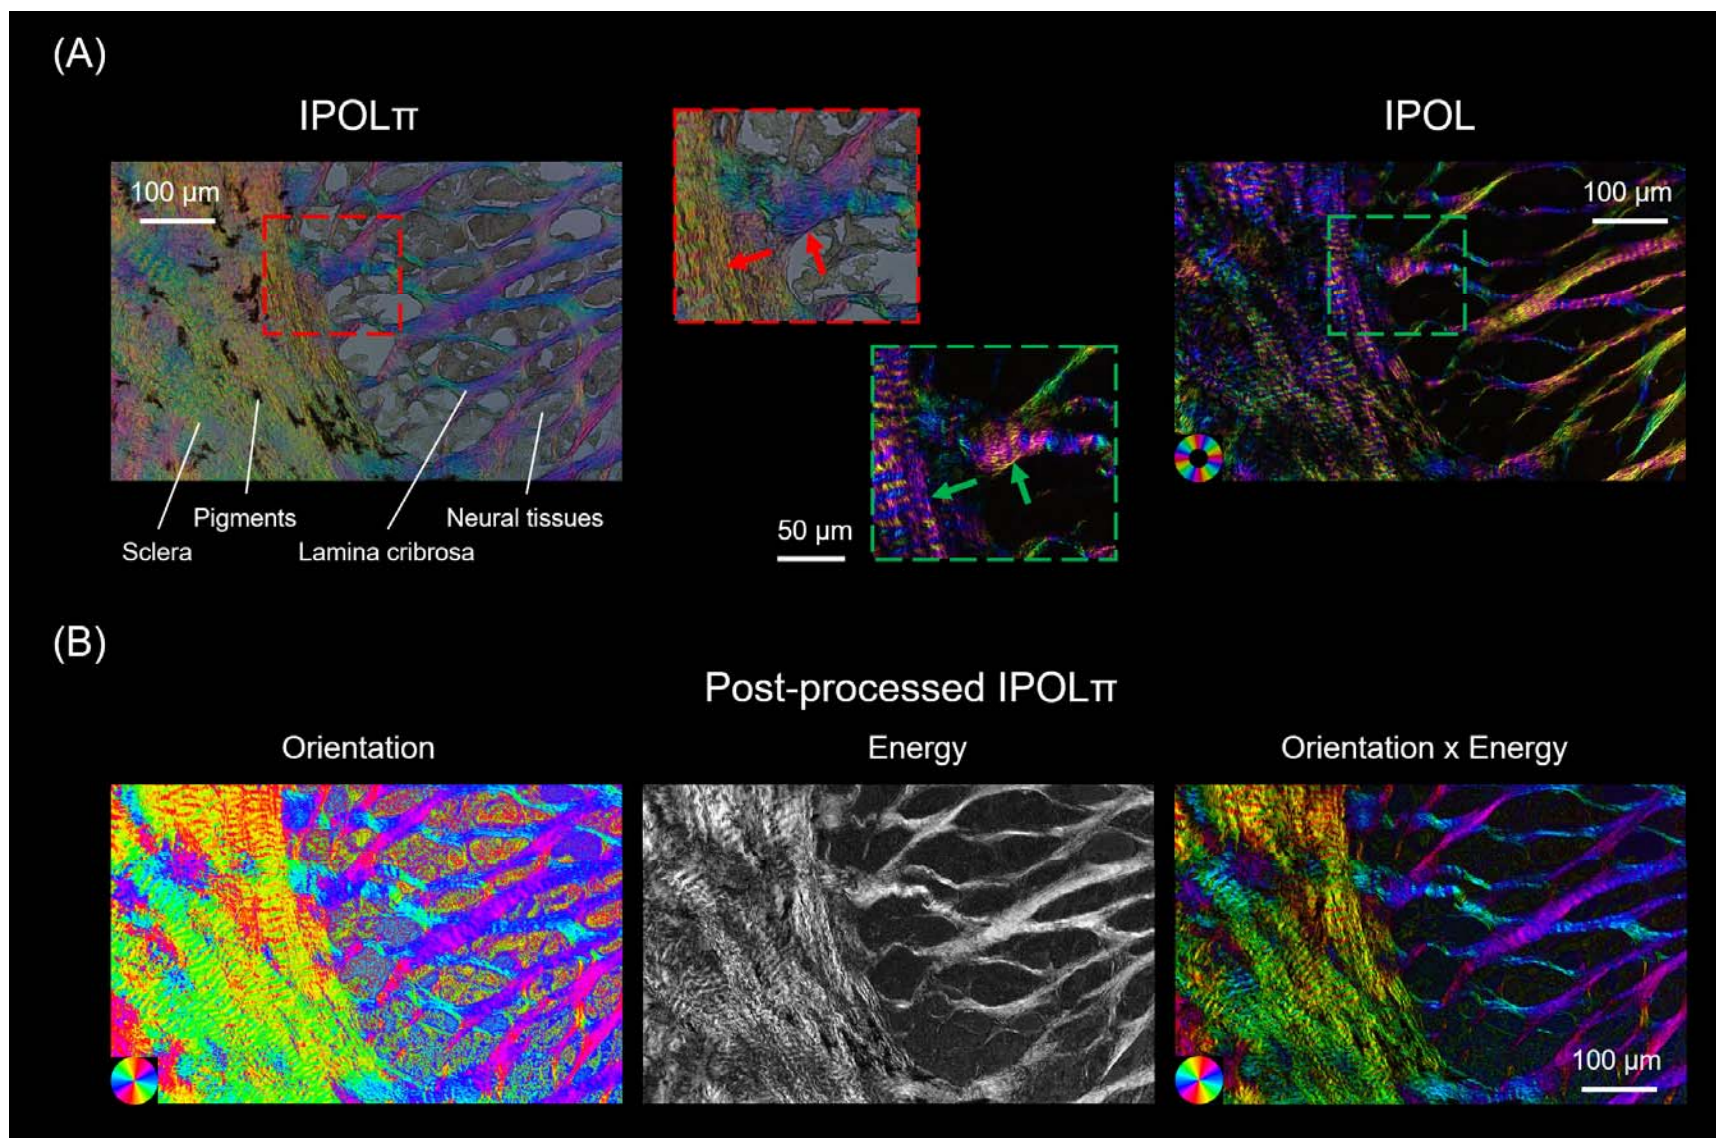 (A)
IPOLπ
IPOL
100 µm
100 µm
Pigments
Neural tissues
Sclera
Lamina cribrosa
50 µm
(B)
Post-processed IPOLπ
Orientation
Energy
Orientation x Energy
100 µm